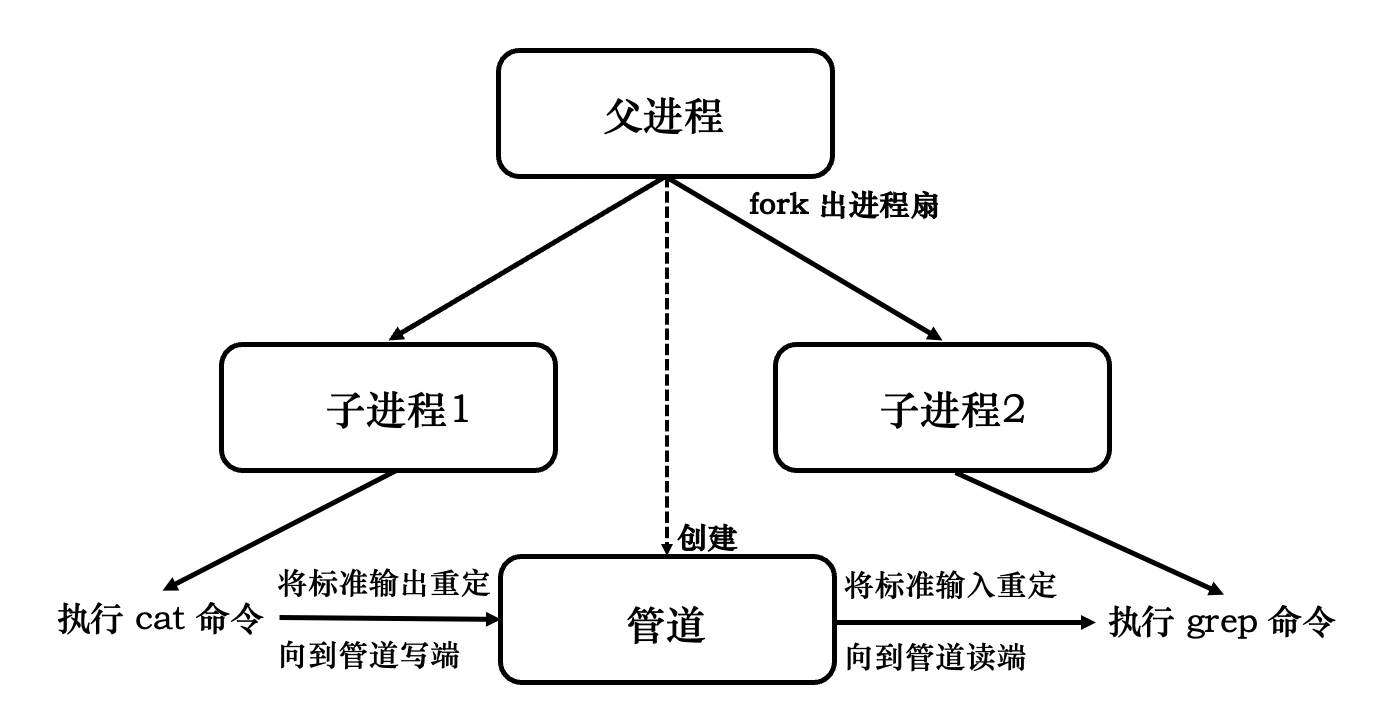 父进程
fork 出进程扇
子进程1
子进程2
创建
将标准输出重定
将标准输入重定
执行 cat 命令
管道
执行 grep 命令
向到管道写端
向到管道读端